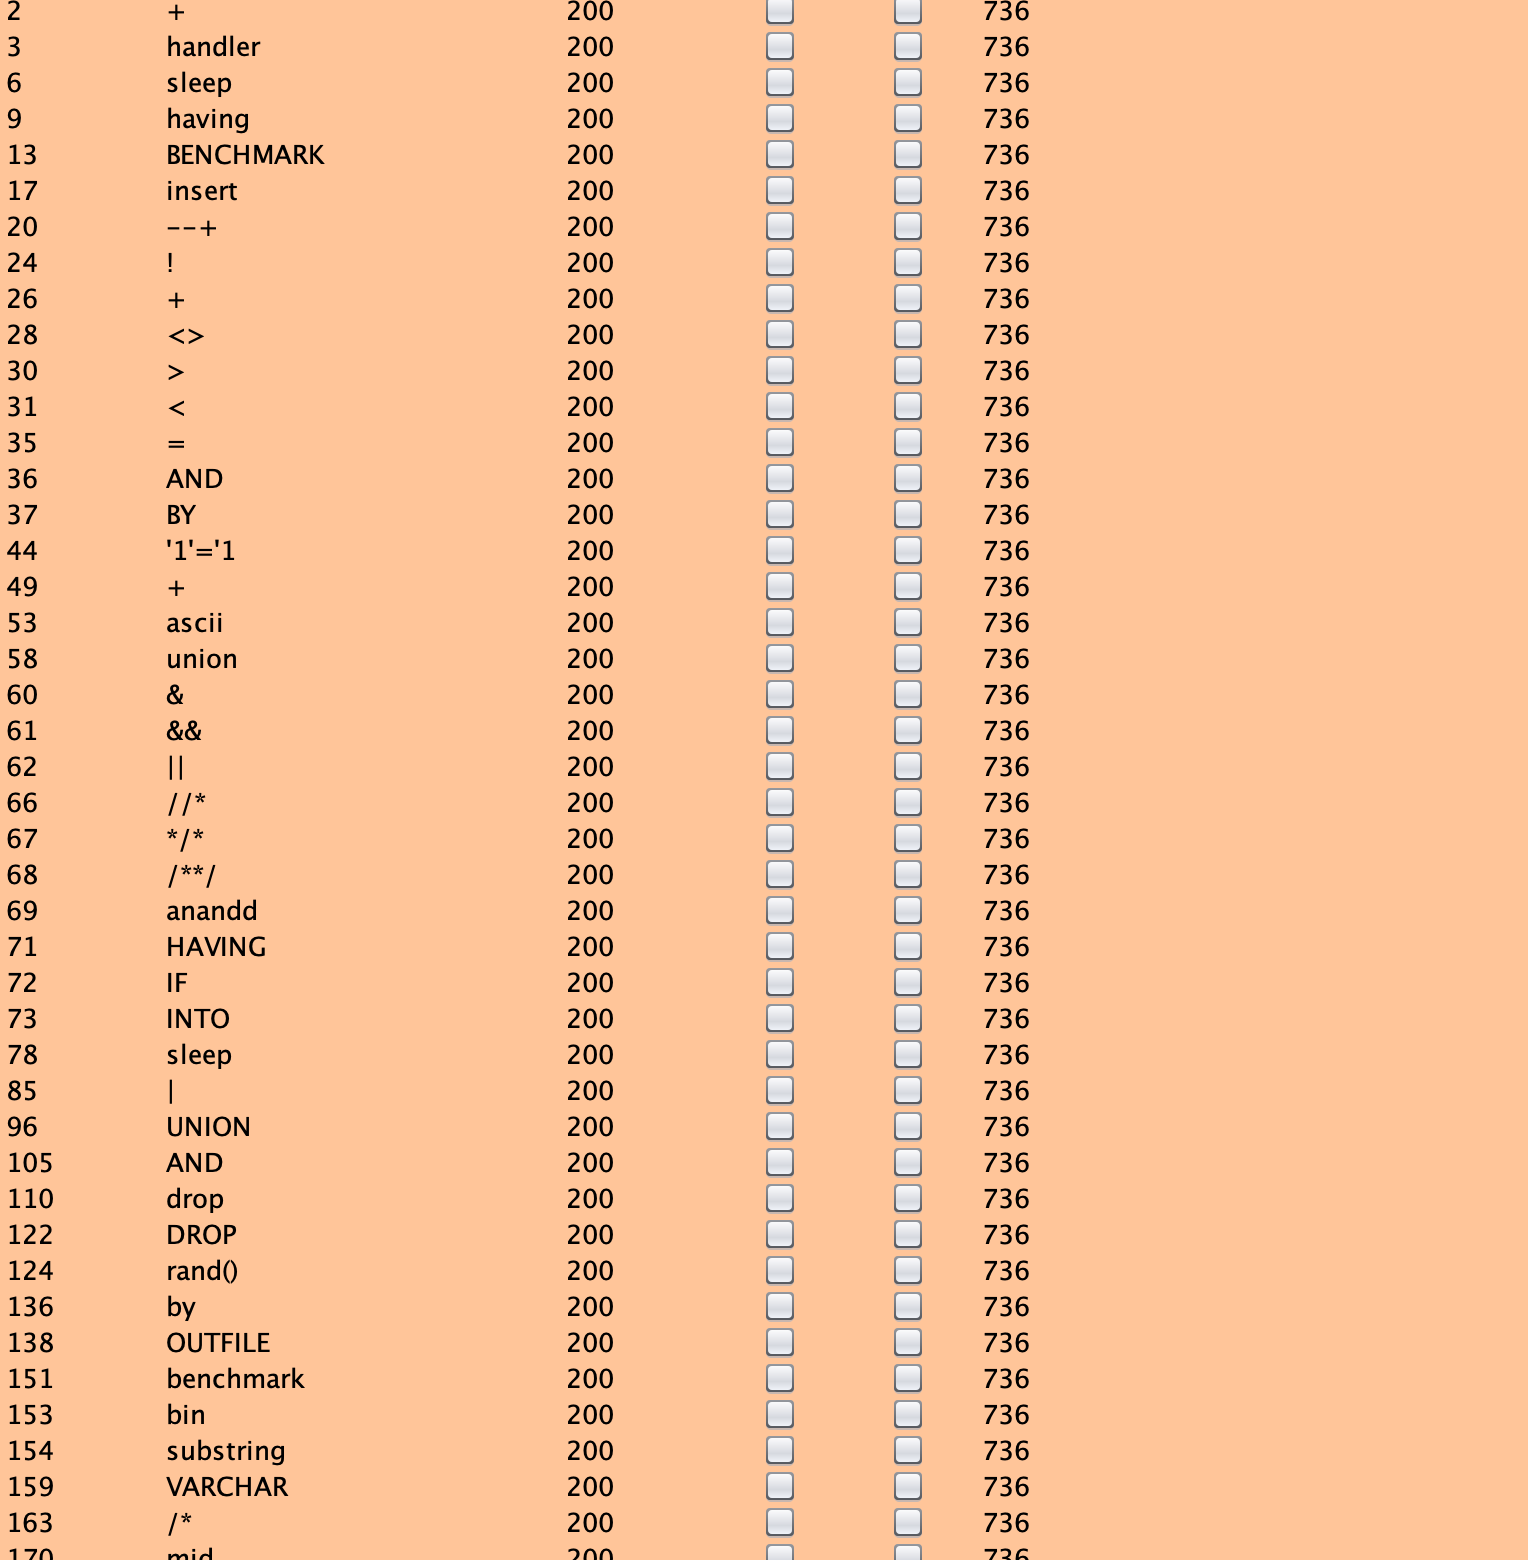 2 + 200 736
3 handler 200 736
6 sleep 200 736
9 having 200 736
13 BENCHMARK 200 736
17 insert 200 736
20 --+ 200 736
24 ! 200 736
26 + 200 736
28 <> 200 736
30 > 200 736
31 < 200 736
35 = 200 736
36 AND 200 736
37 BY 200 736
44 '1'='1 200 736
49 + 200 736
53 ascii 200 736
58 union 200 736
60 & 200 736
61 && 200 736
62 || 200 736
66 //* 200 736
67 */* 200 736
68 /**/ 200 736
69 anandd 200 736
71 HAVING 200 736
72 IF 200 736
73 INTO 200 736
78 sleep 200 736
85 | 200 736
96 UNION 200 736
105 AND 200 736
110 drop 200 736
122 DROP 200 736
124 rand() 200 736
136 by 200 736
138 OUTFILE 200 736
151 benchmark 200 736
153 bin 200 736
154 substring 200 736
159 VARCHAR 200 736
163 /* 200 736
170 mid 200 736